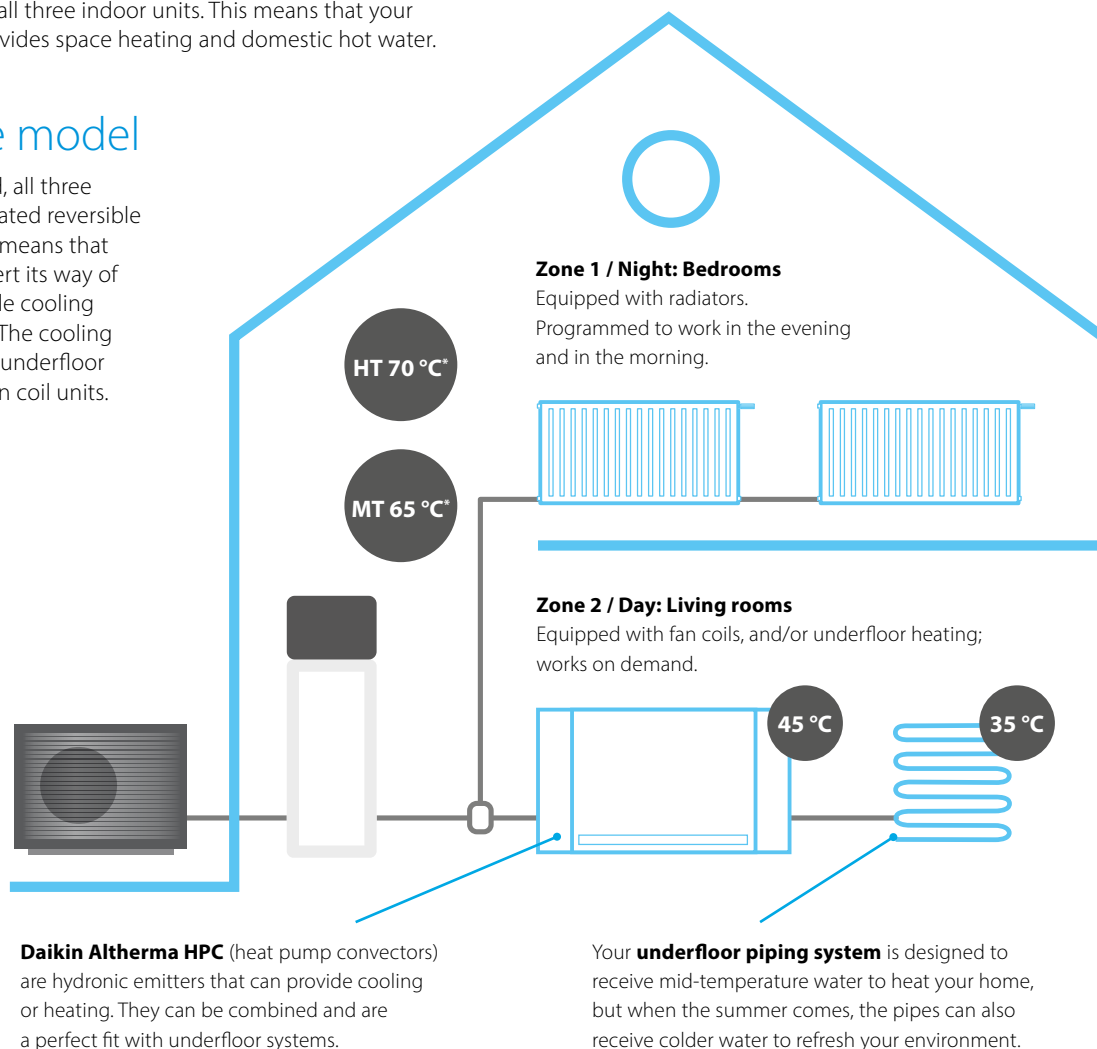 all three indoor units. This means that your
vides space heating and domestic hot water.
e model
, all three
ated reversible
means that
ert its way of
le cooling
The cooling
underfloor
n coil units.
HT 70 °C*
MT 65 °C*
Zone 1 / Night: Bedrooms
Equipped with radiators.
Programmed to work in the evening
and in the morning.
Zone 2 / Day: Living rooms
Equipped with fan coils, and/or underfloor heating;
works on demand.
45 °C
35 °C
Daikin Altherma HPC (heat pump convectors)
are hydronic emitters that can provide cooling
or heating. They can be combined and are
a perfect fit with underfloor systems.
Your underfloor piping system is designed to
receive mid-temperature water to heat your home,
but when the summer comes, the pipes can also
receive colder water to refresh your environment.